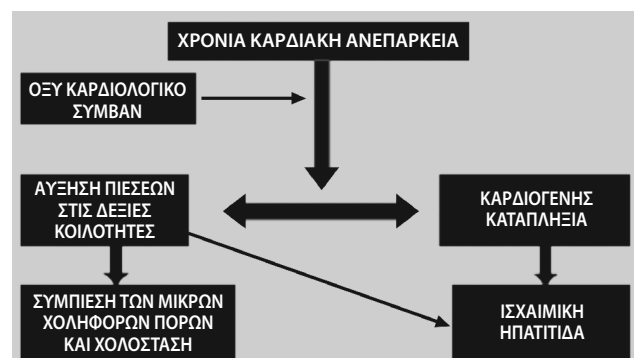 ΧΡΟΝΙΑ ΚΑΡΔΙΑΚΗ ΑΝΕΠΑΡΚΕΙΑ
ΟΞΥ ΚΑΡΔΙΟΛΟΓΙΚΟ
ΣΥΜΒΑΝ
ΑΥΞΗΣΗ ΠΙΕΣΕΩΝ
ΣΤΙΣ ΔΕΞΙΕΣ
ΚΟΙΛΟΤΗΤΕΣ
ΚΑΡΔΙΟΓΕΝΗΣ
ΚΑΤΑΠΛΗΞΙΑ
ΣΥΜΠΙΕΣΗ ΤΩΝ ΜΙΚΡΩΝ
ΧΟΛΗΦΟΡΩΝ ΠΟΡΩΝ
ΚΑΙ ΧΟΛΟΣΤΑΣΗ
ΙΣΧΑΙΜΙΚΗ
ΗΠΑΤΙΤΙΔΑ